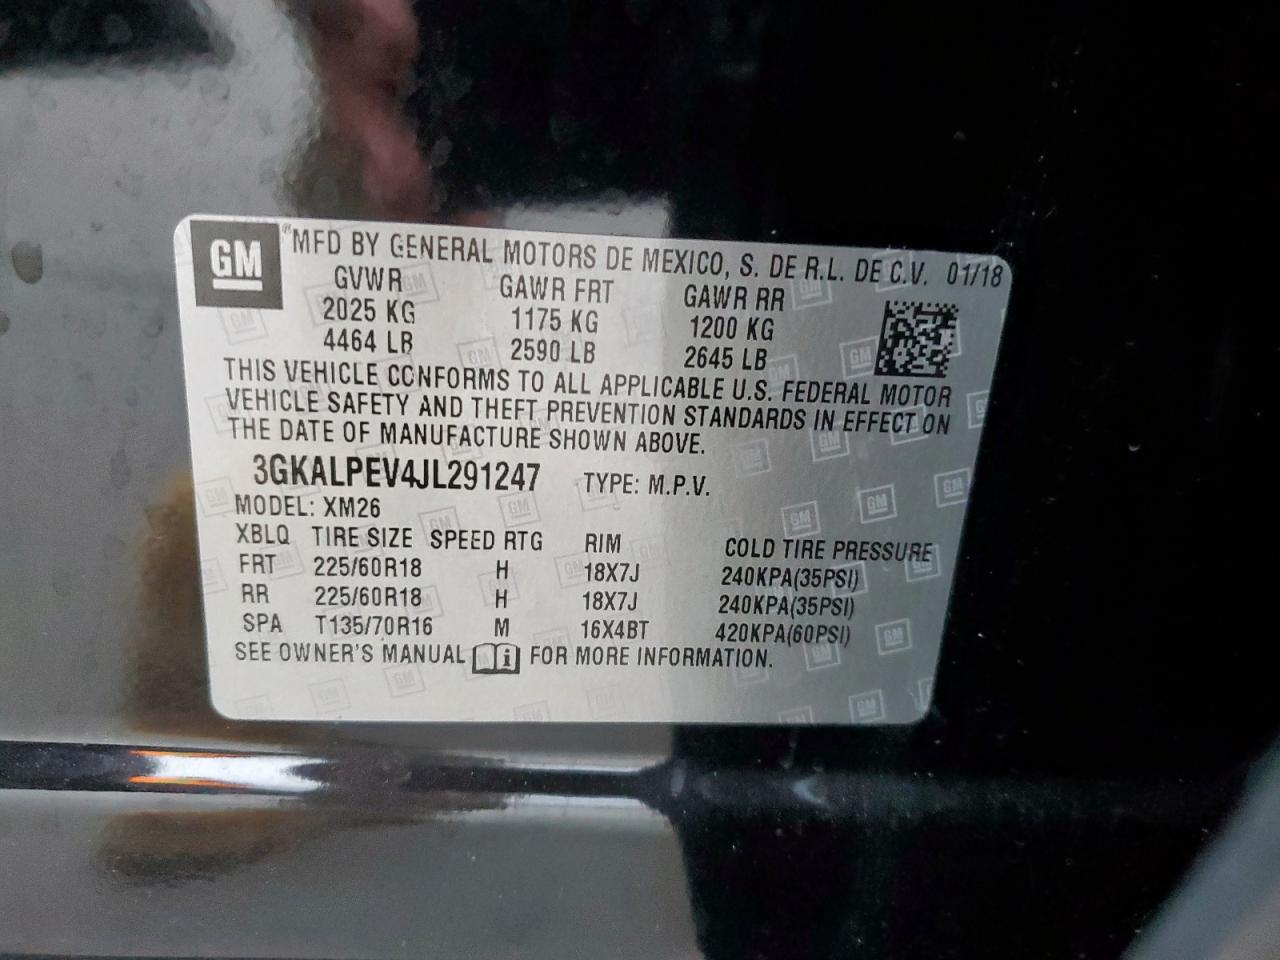 GM
®MFD BY GENERAL MOTORS DE MEXICO, S. DE R.L. DE C.V. 01/18
GVWR GAWR FRT GAWR RR
2025 KG 1175 KG 1200 KG
4464 LB 2590 LB 2645 LB
THIS VEHICLE CONFORMS TO ALL APPLICABLE U.S. FEDERAL MOTOR
VEHICLE SAFETY AND THEFT PREVENTION STANDARDS IN EFFECT ON
THE DATE OF MANUFACTURE SHOWN ABOVE.
3GKALPEV4JL291247 TYPE: M.P.V.
MODEL: XM26
XBLQ TIRE SIZE SPEED RTG RIM COLD TIRE PRESSURE
FRT 225/60R18 H 18X7J 240KPA(35PSI)
RR 225/60R18 H 18X7J 240KPA(35PSI)
SPA T135/70R16 M 16X4BT 420KPA(60PSI)
SEE OWNER'S MANUAL i FOR MORE INFORMATION.